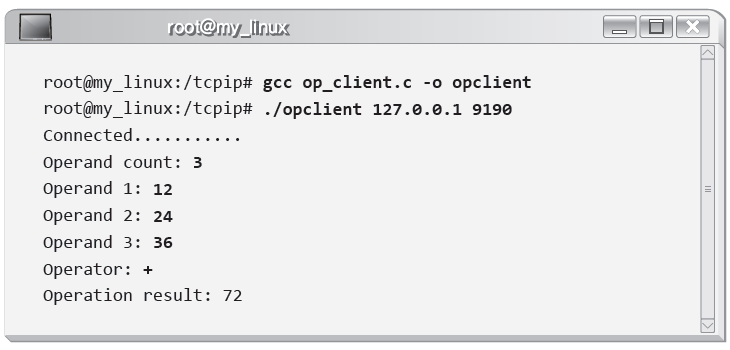 root@my_linux
root@my_linux:/tcpip# gcc op_client.c -o opclient
root@my_linux:/tcpip# ./opclient 127.0.0.1 9190
Connected...........
Operand count: 3
Operand 1: 12
Operand 2: 24
Operand 3: 36
Operator: +
Operation result: 72